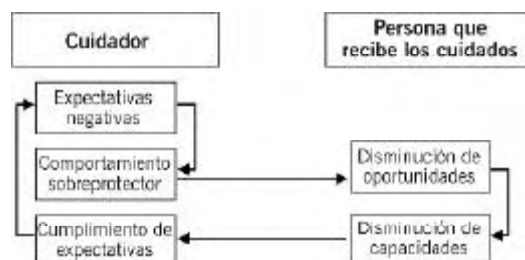 Cuidador
Persona que
recibe los cuidados
Expectativas
negativas
Comportamiento
sobreprotector
Disminución de
oportunidades
Cumplimiento de
expectativas
Disminución de
capacidades